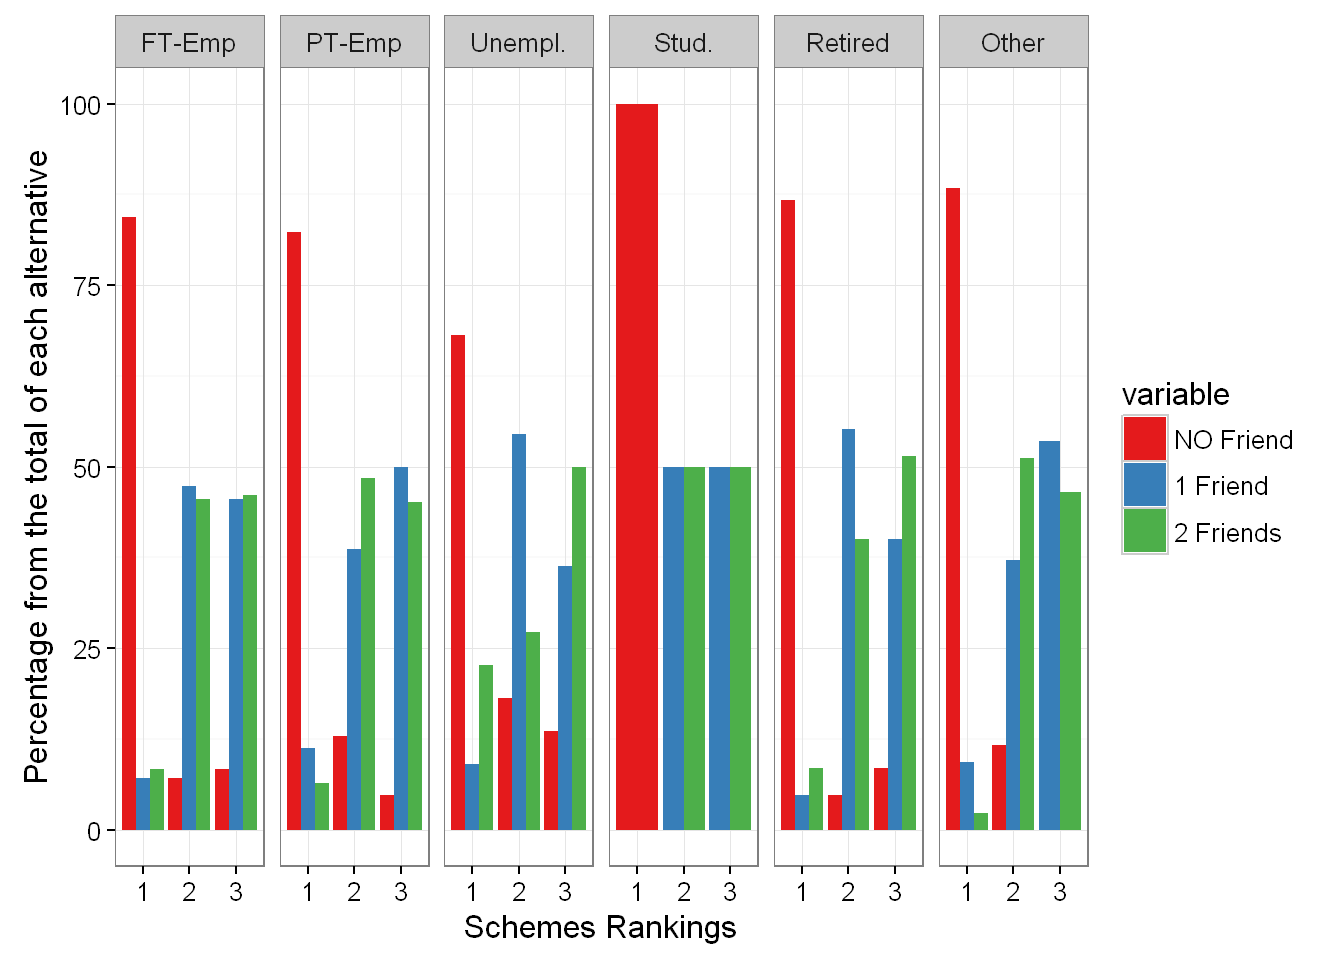 FT-Emp PT-Emp Unempl. Stud. Retired Other
Percentage from the total of each alternative
100
75
50
25
0
1 2 3 1 2 3 1 2 3 1 2 3 1 2 3 1 2 3
Schemes Rankings
variable
NO Friend
1 Friend
2 Friends